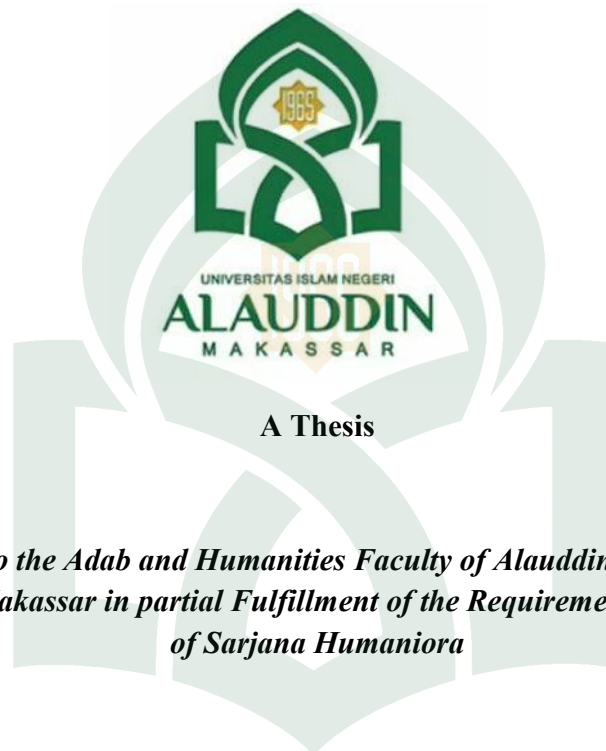 1965
UNIVERSITAS ISLAM NEGERI
ALAUDDIN
MAKASSAR
A Thesis
the Adab and Humanities Faculty of Alauddin
in partial Fulfillment of the
of Sarjana Humaniora